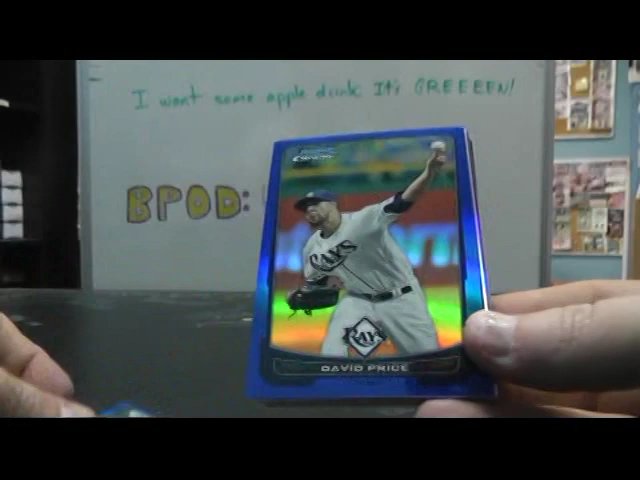 I want some apple drink It's GREEEEN!
BPOD:
RAYS
RAYS
DAVID PRICE